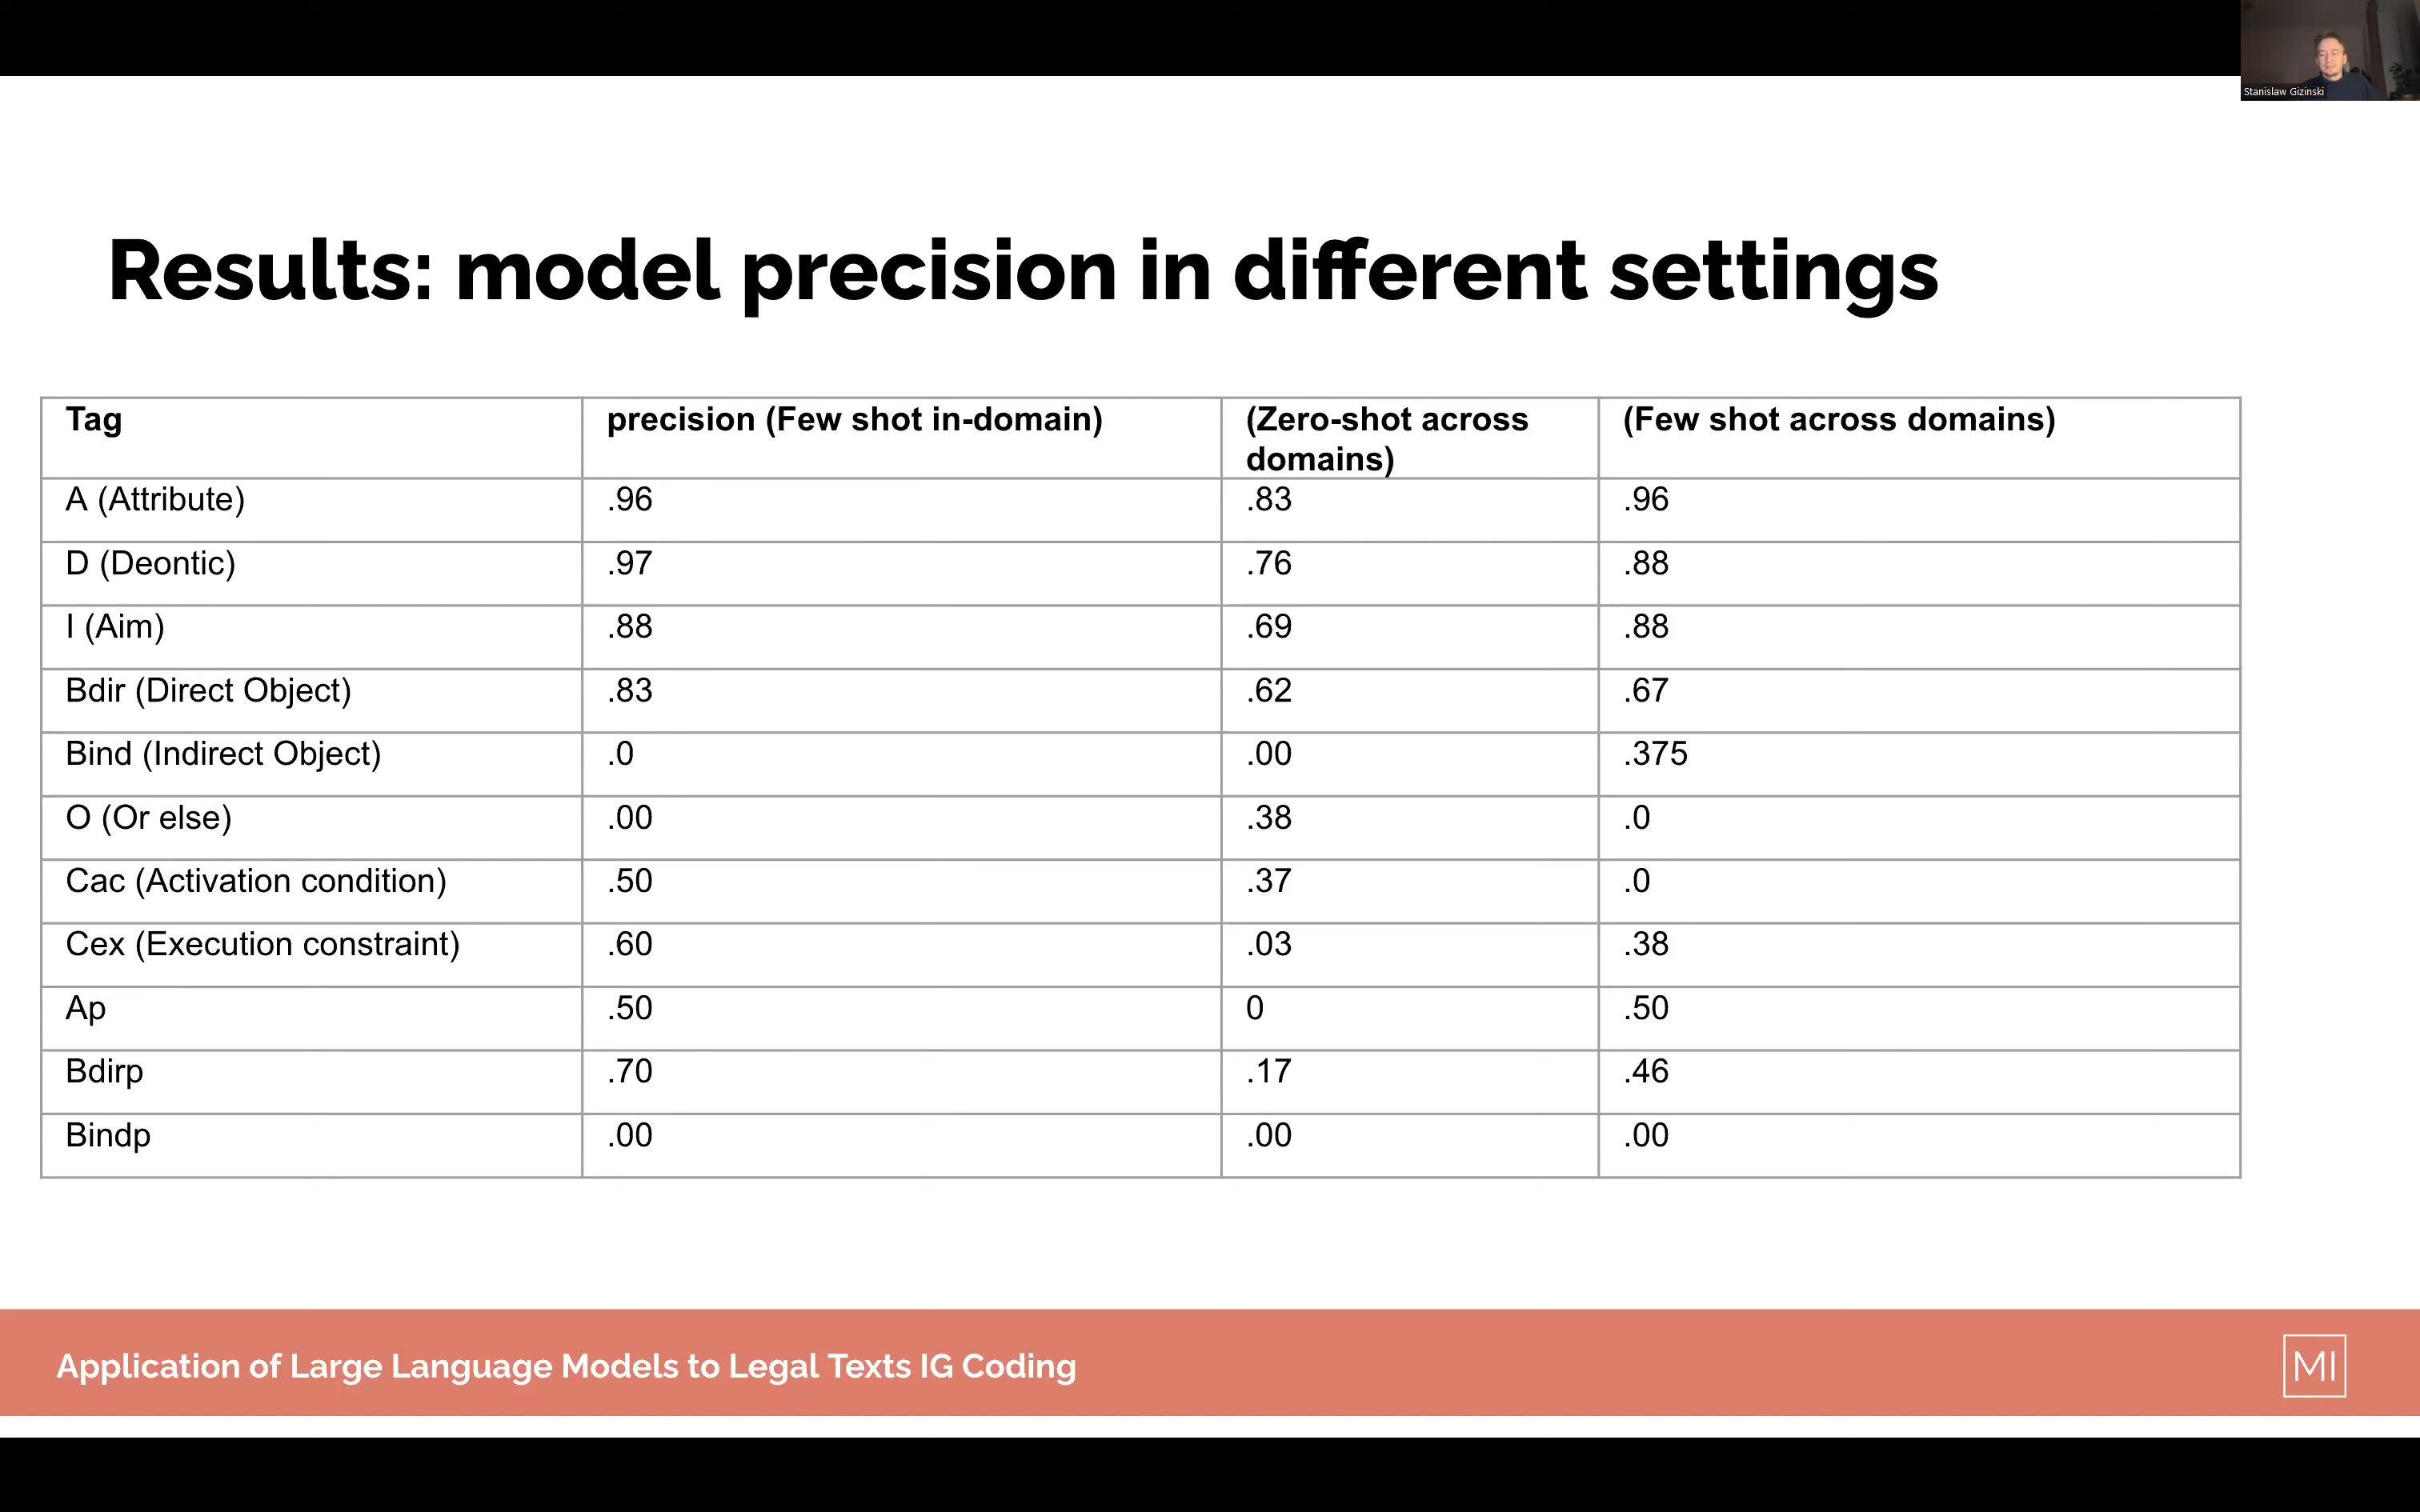 Stanislaw Gizinski
Results: model precision in different settings
Tag precision (Few shot in-domain) (Zero-shot across domains) (Few shot across domains)
A (Attribute) .96 .83 .96
D (Deontic) .97 .76 .88
I (Aim) .88 .69 .88
Bdir (Direct Object) .83 .62 .67
Bind (Indirect Object) .0 .00 .375
O (Or else) .00 .38 .0
Cac (Activation condition) .50 .37 .0
Cex (Execution constraint) .60 .03 .38
Ap .50 0 .50
Bdirp .70 .17 .46
Bindp .00 .00 .00
Application of Large Language Models to Legal Texts IG Coding
MI